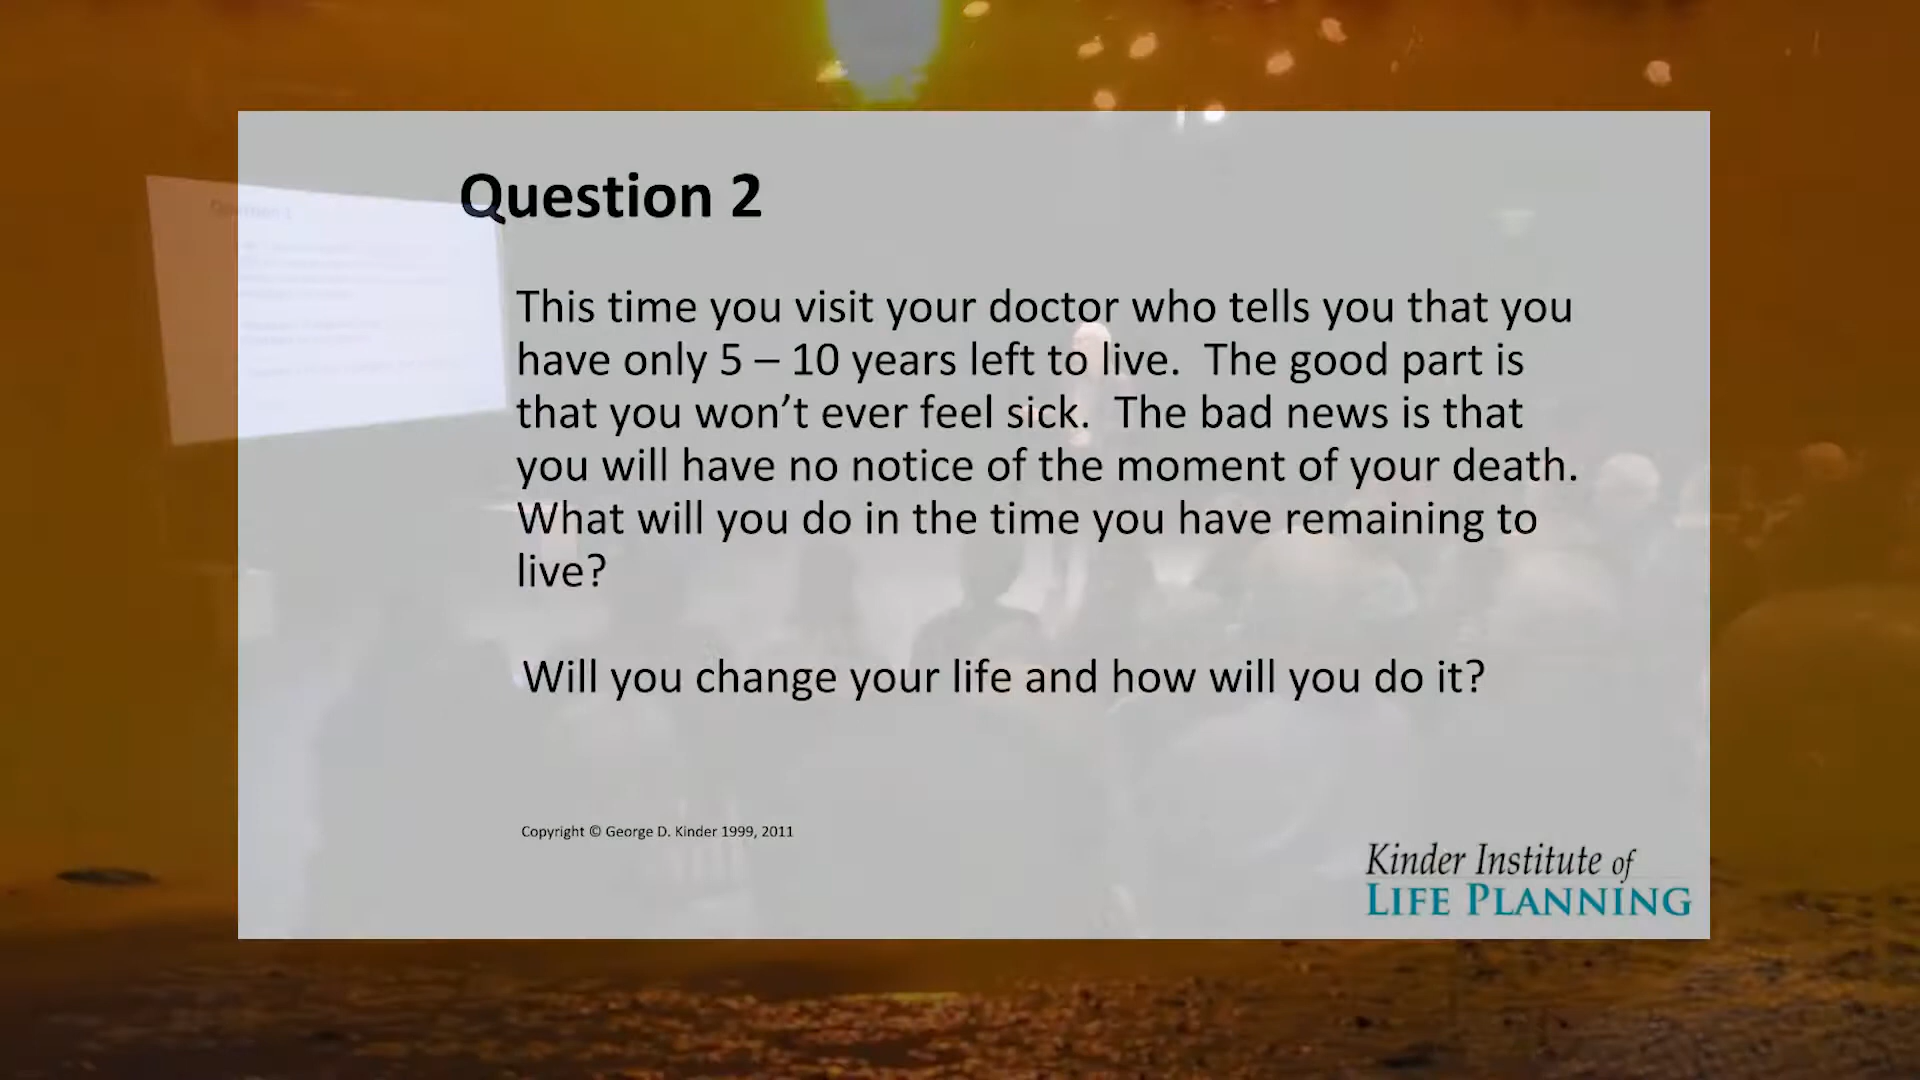 Question 2
This time you visit your doctor who tells you that you
have only 5 – 10 years left to live.  The good part is
that you won’t ever feel sick.  The bad news is that
you will have no notice of the moment of your death.
What will you do in the time you have remaining to
live?
Will you change your life and how will you do it?
Copyright © George D. Kinder 1999, 2011
Kinder Institute of
LIFE PLANNING